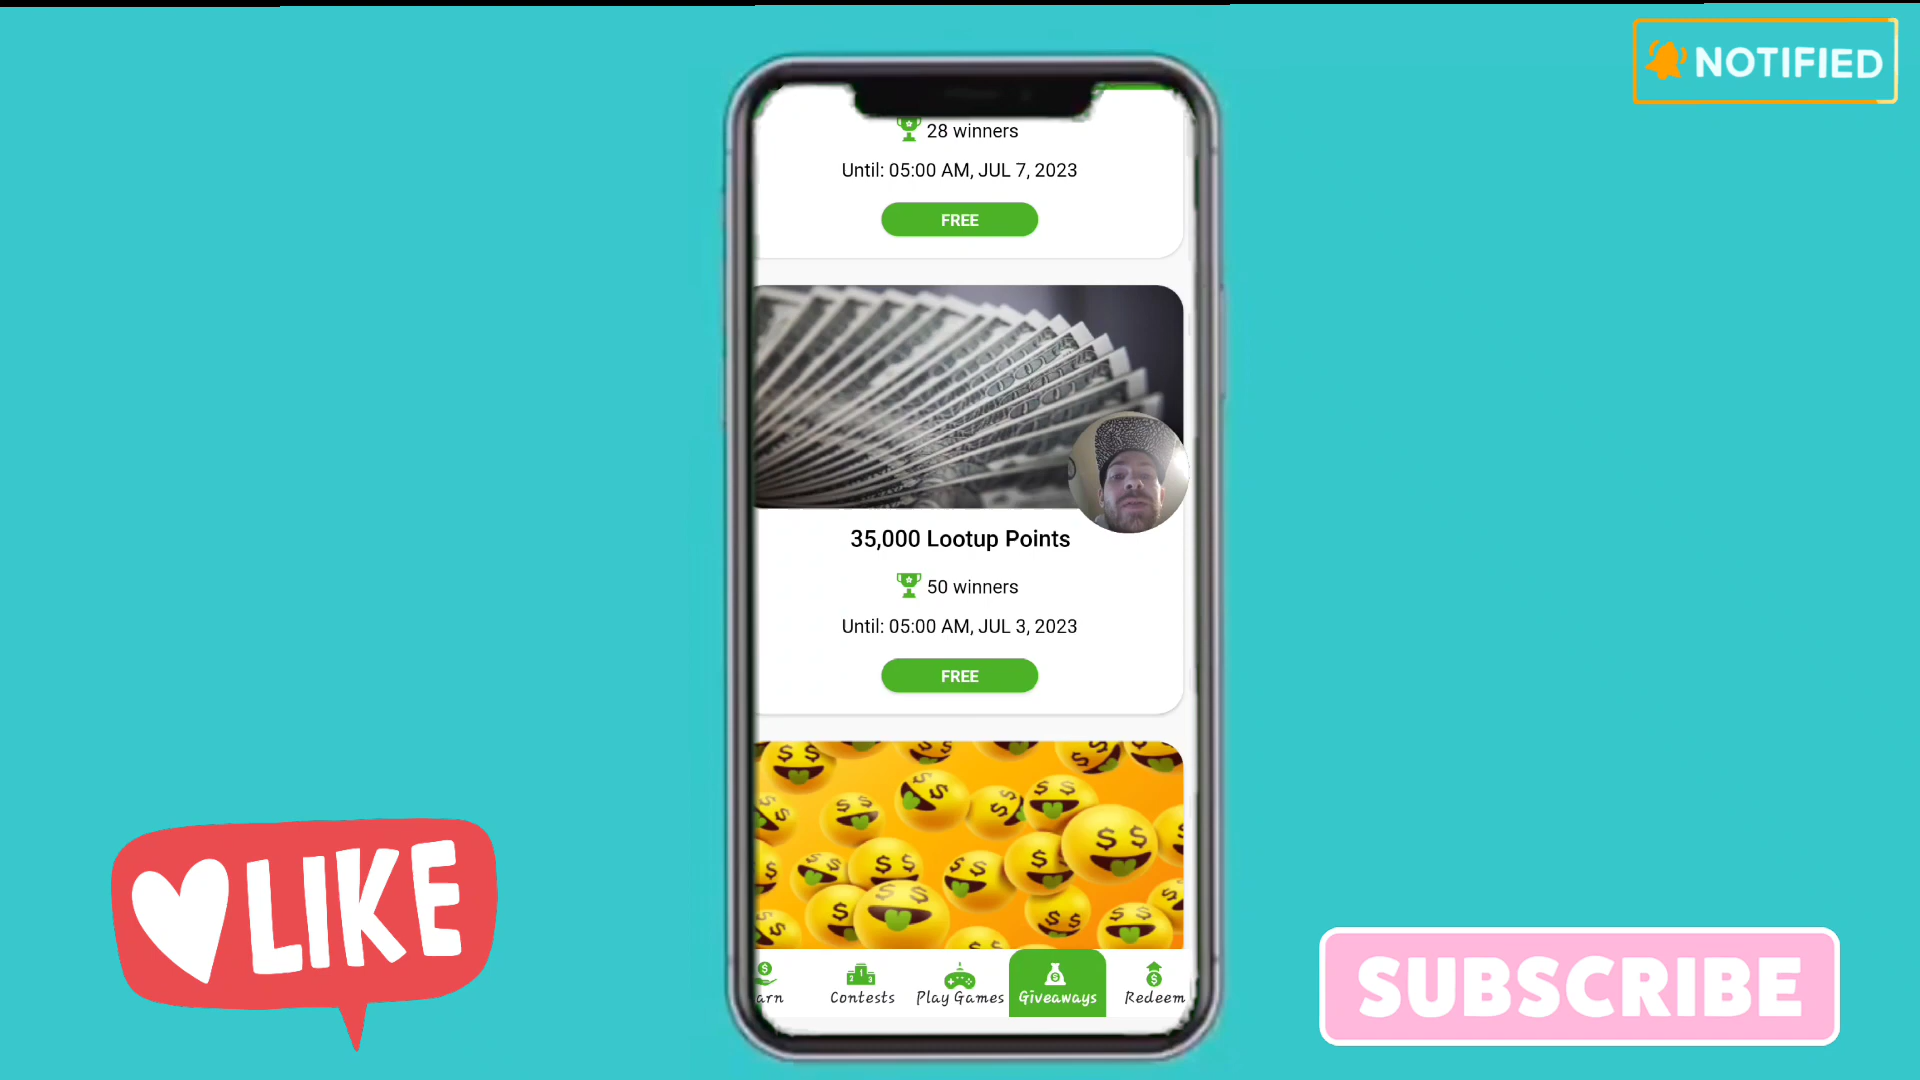 NOTIFIED
28 winners
Until: 05:00 AM, JUL 7, 2023
FREE
35,000 Lootup Points
50 winners
Until: 05:00 AM, JUL 3, 2023
FREE
LIKE
arn
Contests
Play Games
Giveaways
Redeem
SUBSCRIBE